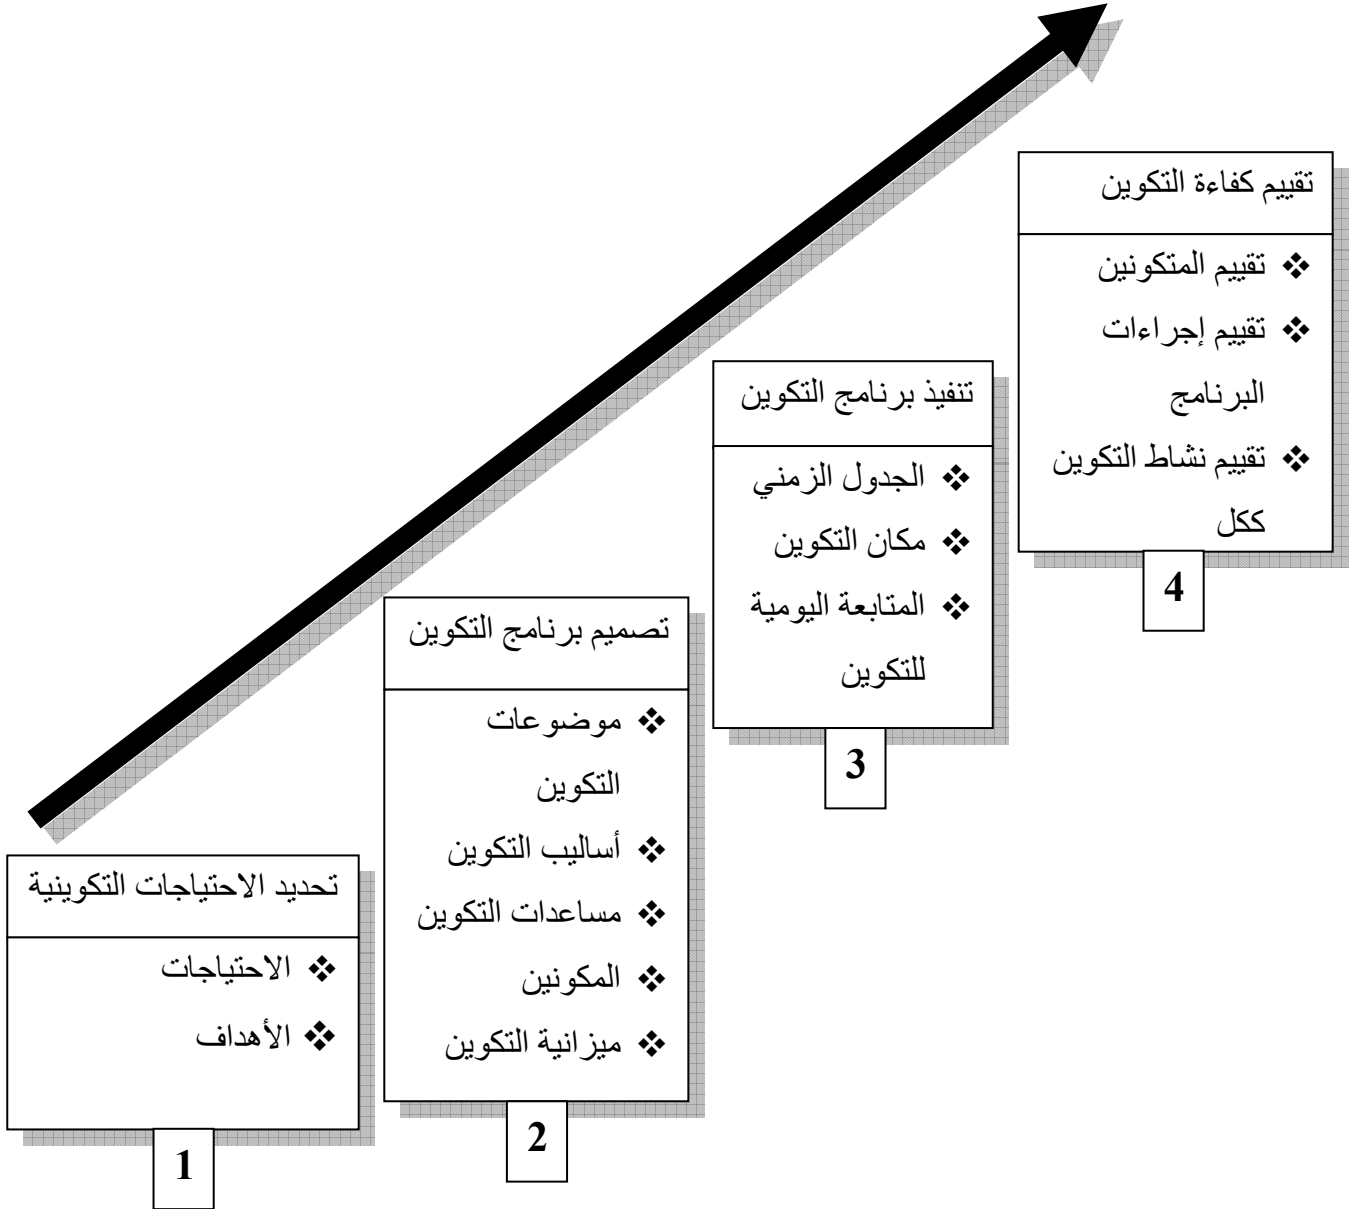 تحديد الاحتياجات التكوينية
❖ الاحتياجات
❖ الأهداف
1
تصميم برنامج التكوين
❖ موضوعات
التكوين
❖ أساليب التكوين
❖ مساعدات التكوين
❖ المكونين
❖ ميزانية التكوين
2
تنفيذ برنامج التكوين
❖ الجدول الزمني
❖ مكان التكوين
❖ المتابعة اليومية
للتكوين
3
تقييم كفاءة التكوين
❖ تقييم المتكونين
❖ تقييم إجراءات
البرنامج
❖ تقييم نشاط التكوين
ككل
4